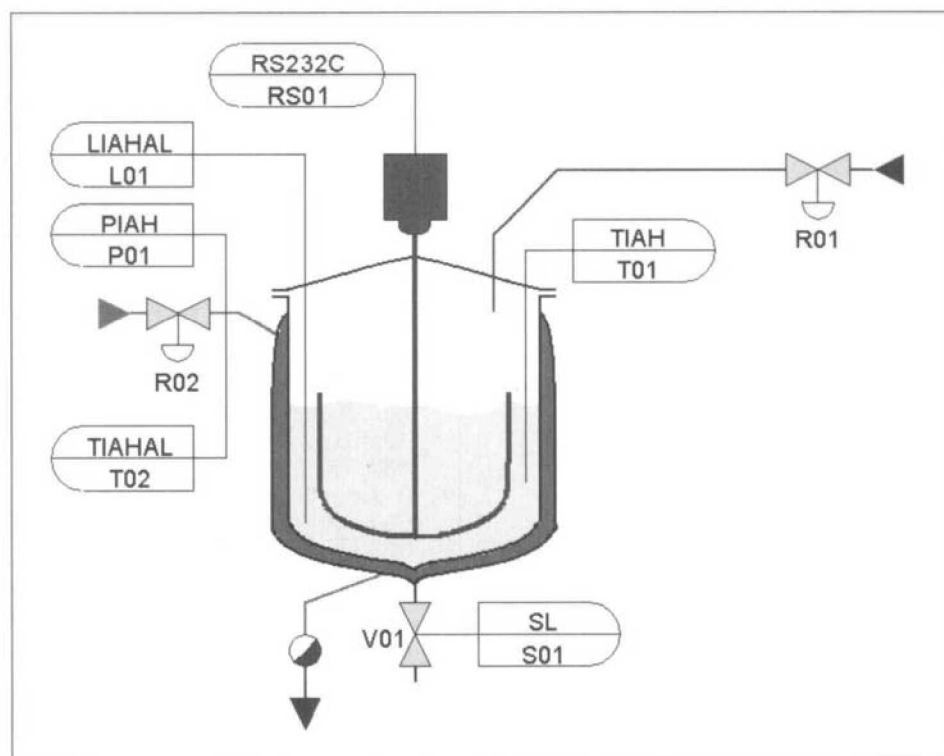 RS232C
RS01
LIAHAL
L01
PIAH
P01
TIAH
T01
R01
R02
TIAHAL
T02
V01
SL
S01